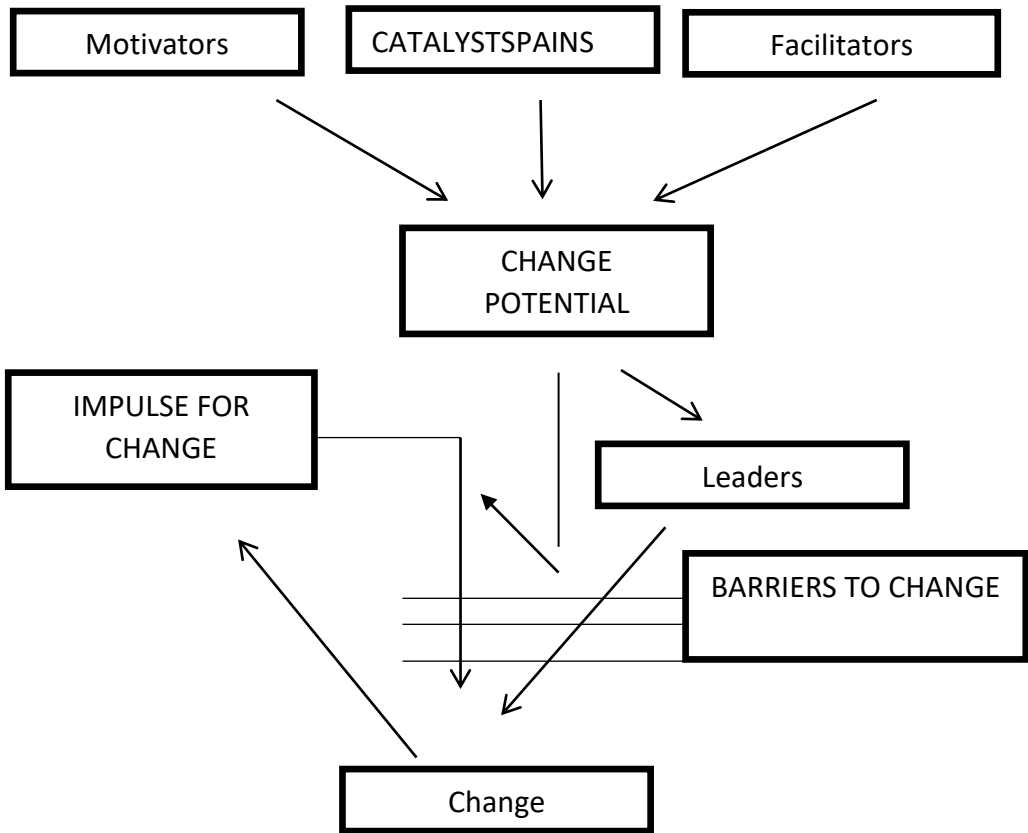 Motivators
CATALYSTSPAINS
Facilitators
CHANGE
POTENTIAL
IMPULSE FOR
CHANGE
Leaders
BARRIERS TO CHANGE
Change